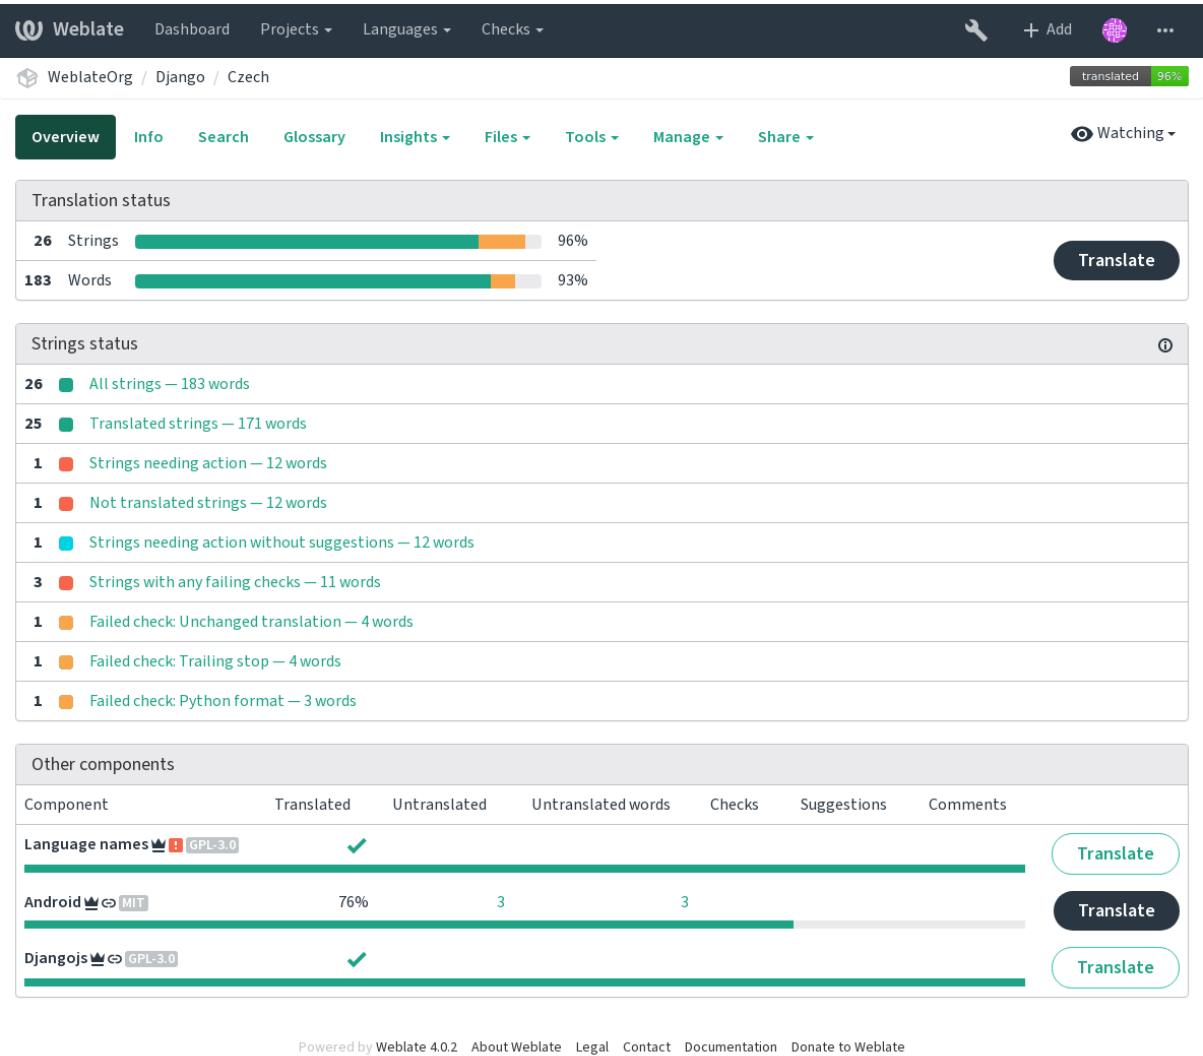 Weblate Dashboard Projects Languages Checks Add
WeblateOrg / Django / Czech translated 96%
Overview Info Search Glossary Insights Files Tools Manage Share Watching
Translation status
26 Strings 96%
Translate
183 Words 93%
Strings status
26 All strings — 183 words
25 Translated strings — 171 words
1 Strings needing action — 12 words
1 Not translated strings — 12 words
1 Strings needing action without suggestions — 12 words
3 Strings with any failing checks — 11 words
1 Failed check: Unchanged translation — 4 words
1 Failed check: Trailing stop — 4 words
1 Failed check: Python format — 3 words
Other components
Component Translated Untranslated Untranslated words Checks Suggestions Comments
Language names GPL-3.0 Translate
Android MIT 76% 3 3 Translate
Djangojs GPL-3.0 Translate
Powered by Weblate 4.0.2 About Weblate Legal Contact Documentation Donate to Weblate